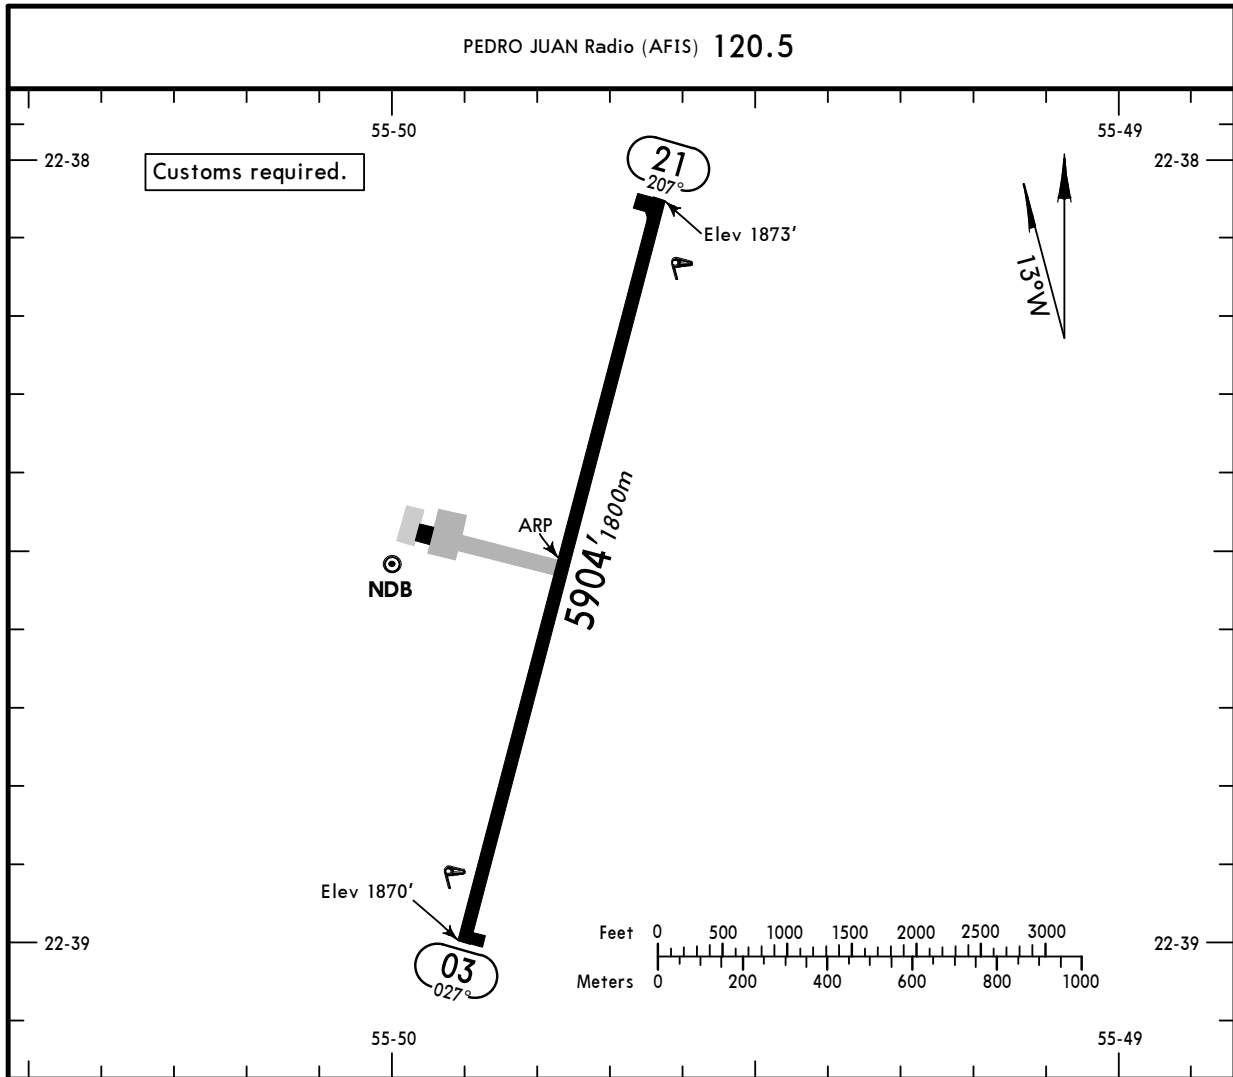 PEDRO JUAN Radio (AFIS) 120.5
55-50
55-49
22-38
22-38
Customs required.
21
207°
Elev 1873'
13°W
ARP
5904' 1800m
NDB
Elev 1870'
22-39
22-39
03
027°
Feet 0 500 1000 1500 2000 2500 3000
Meters 0 200 400 600 800 1000
55-50
55-49